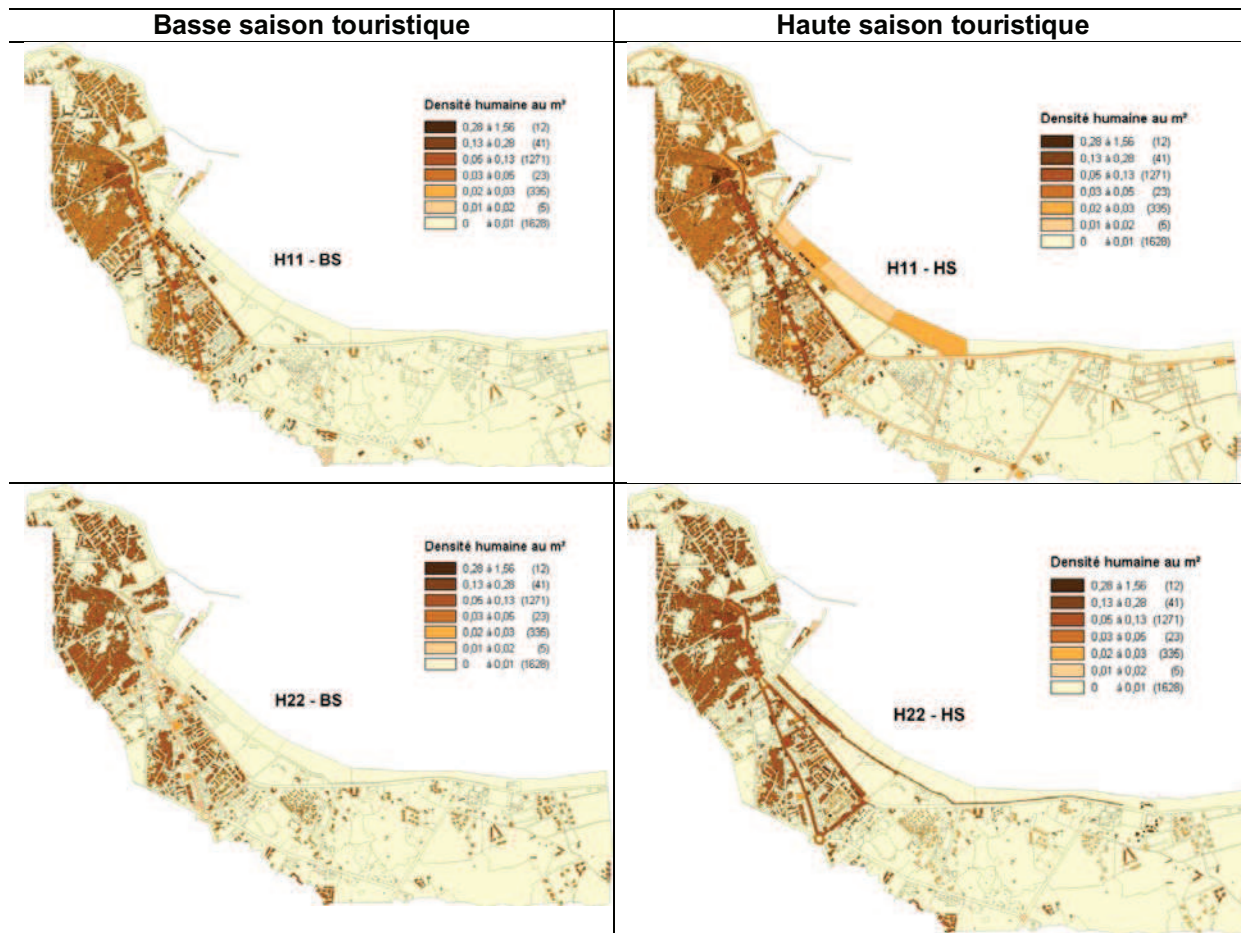 Basse saison touristique
Haute saison touristique
Densité humaine au m²
0,28 à 1,56 (12)
0,13 à 0,28 (41)
0,05 à 0,13 (1271)
0,03 à 0,05 (23)
0,02 à 0,03 (335)
0,01 à 0,02 (5)
0 à 0,01 (1628)
H11 - BS
Densité humaine au m²
0,28 à 1,56 (12)
0,13 à 0,28 (41)
0,05 à 0,13 (1271)
0,03 à 0,05 (23)
0,02 à 0,03 (335)
0,01 à 0,02 (5)
0 à 0,01 (1628)
H11 - HS
Densité humaine au m²
0,28 à 1,56 (12)
0,13 à 0,28 (41)
0,05 à 0,13 (1271)
0,03 à 0,05 (23)
0,02 à 0,03 (335)
0,01 à 0,02 (5)
0 à 0,01 (1628)
H22 - BS
Densité humaine au m²
0,28 à 1,56 (12)
0,13 à 0,28 (41)
0,05 à 0,13 (1271)
0,03 à 0,05 (23)
0,02 à 0,03 (335)
0,01 à 0,02 (5)
0 à 0,01 (1628)
H22 - HS